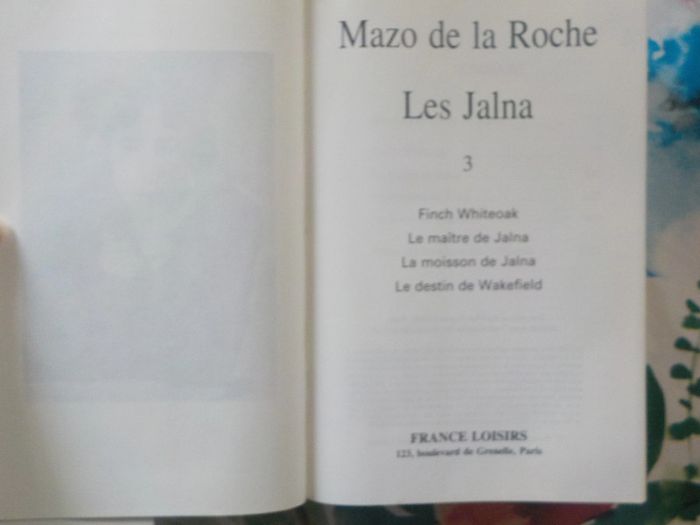 Mazo de la Roche
Les Jalna
3
Finch Whiteoak
Le maître de Jalna
La moisson de Jalna
Le destin de Wakefield
FRANCE LOISIRS
123, boulevard de Grenelle, Paris